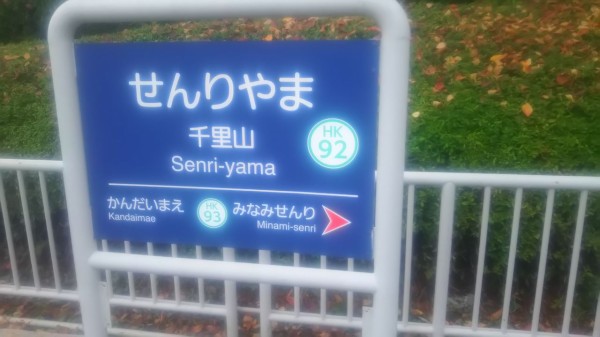 せんりやま
千里山
Senri-yama
HK
92
かんだいまえ
Kandaimae
HK
93
みなみせんり
Minami-senri